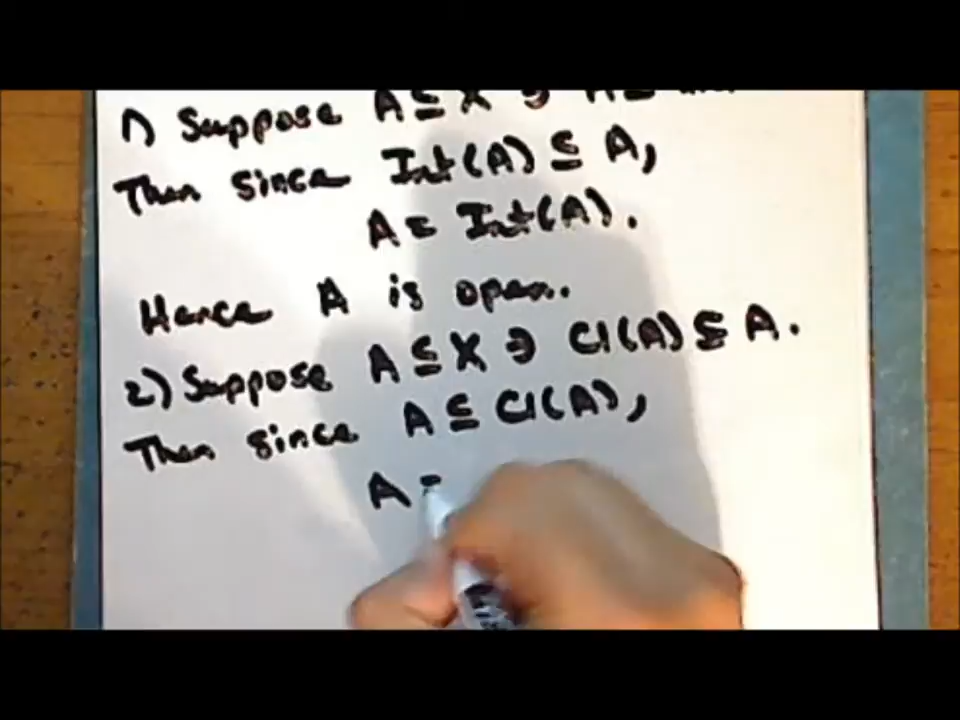 1) Suppose A ⊆ X ∋ A ⊆
Then since Int(A) ⊆ A,
A = Int(A).
Hence A is open.
2) Suppose A ⊆ X ∋ Cl(A) ⊆ A.
Then since A ⊆ Cl(A),
A =